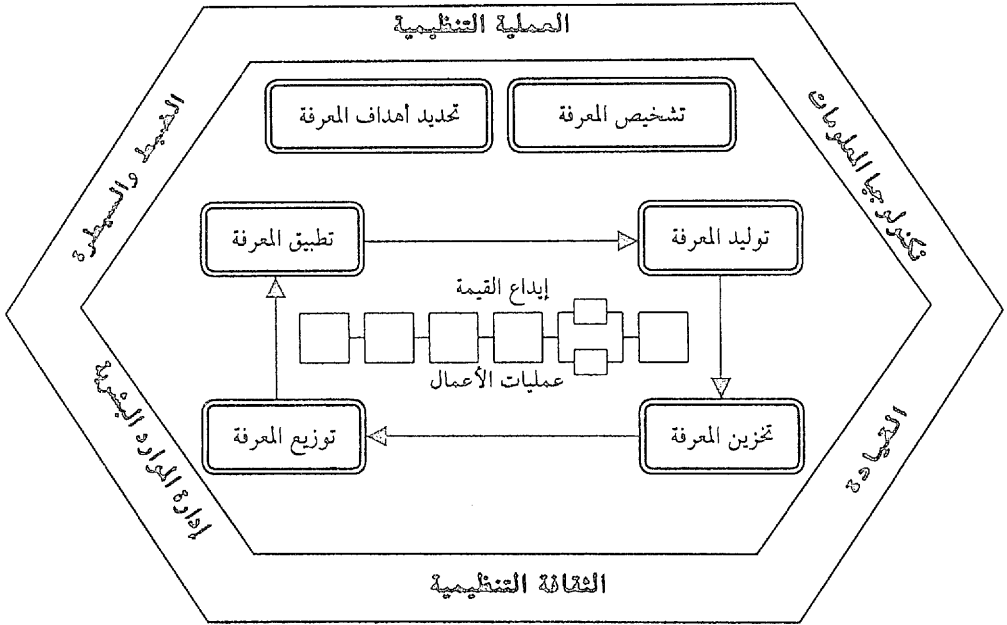 العملية التنظيمية
تكنولوجيا المعلومات
الضبط والسيطرة
تشخيص المعرفة
تحديد أهداف المعرفة
توليد المعرفة
تطبيق المعرفة
إيداع القيمة
عمليات الأعمال
تخزين المعرفة
توزيع المعرفة
القيادة
إدارة الموارد البشرية
الثقافة التنظيمية